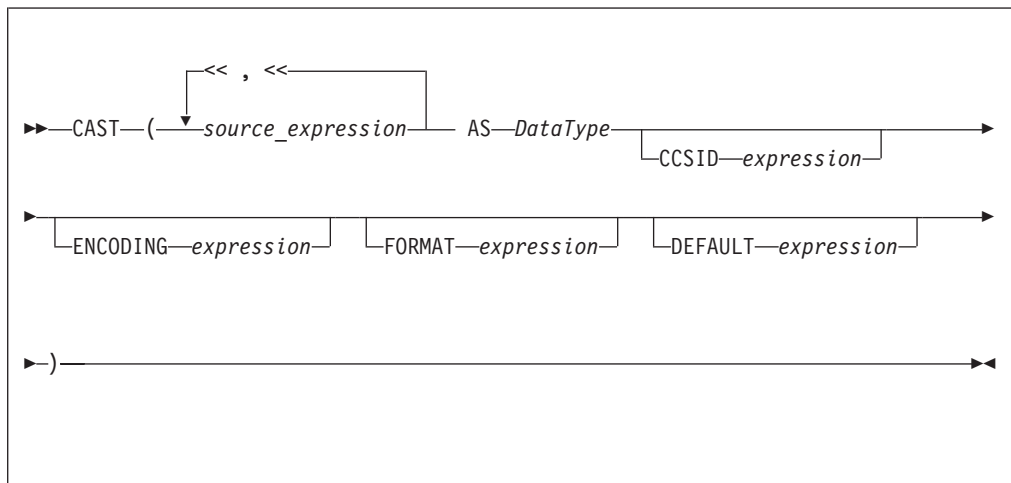 << , <<
CAST ( source_expression AS DataType
CCSID expression
ENCODING expression FORMAT expression DEFAULT expression
)